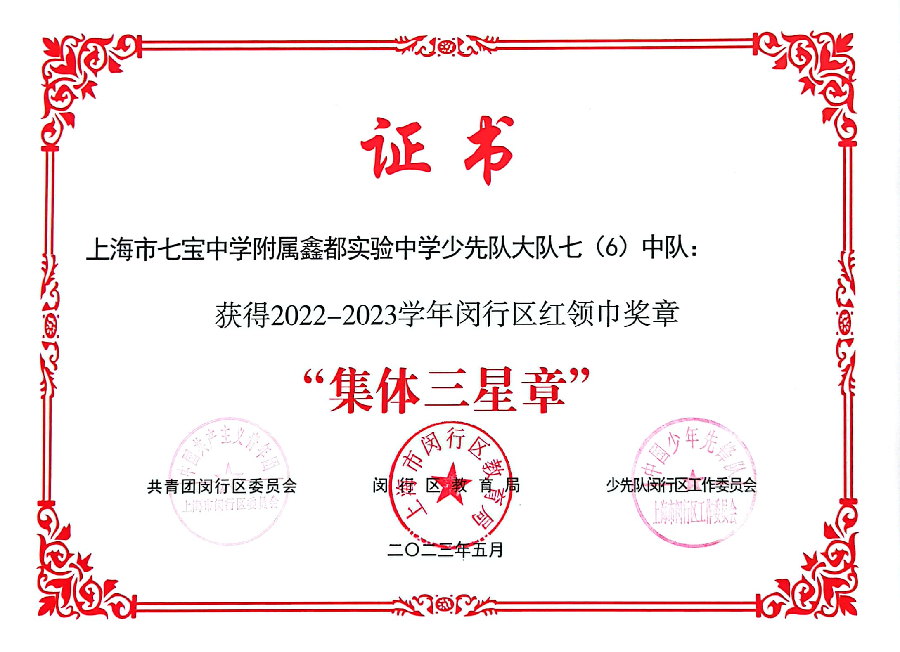 证书
上海市七宝中学附属鑫都实验中学少先队大队七（6）中队：
获得2022–2023学年闵行区红领巾奖章
“集体三星章”
中国共产主义青年团
上海市闵行区委员会
共青团闵行区委员会
上海市闵行区教育局
闵行区教育局
中国少年先锋队
上海市闵行区工作委员会
少先队闵行区工作委员会
二〇二三年五月